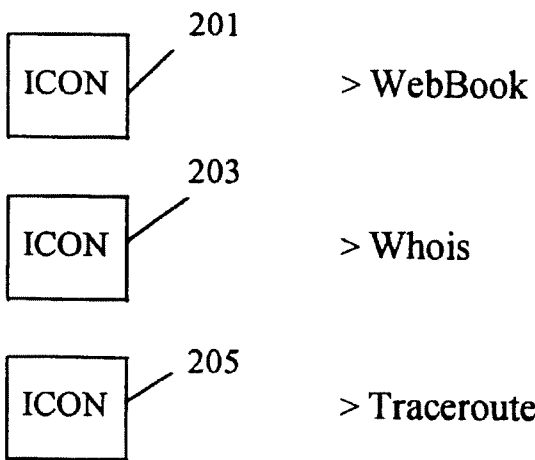 201
ICON > WebBook
203
ICON > Whois
205
ICON > Traceroute